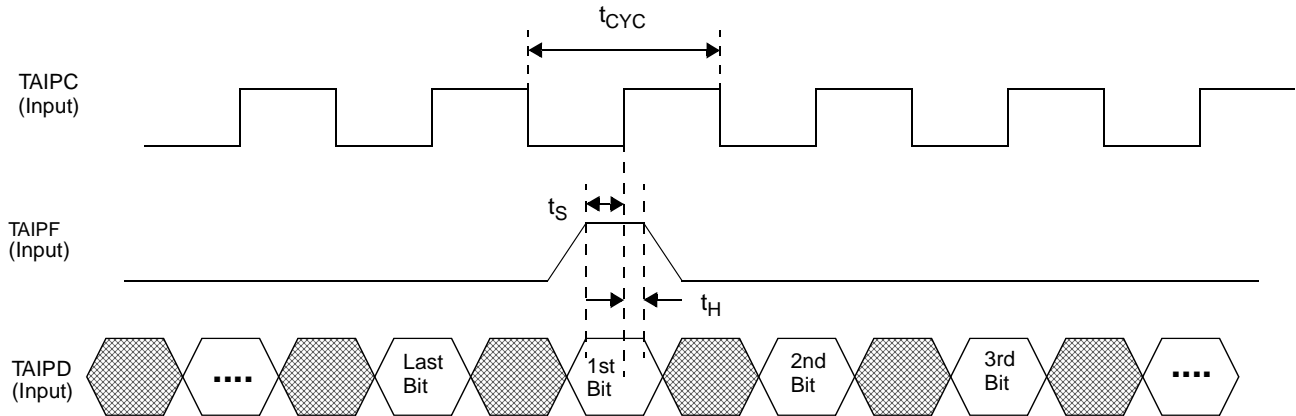 tCYC
TAIPC
(Input)
tS
TAIPF
(Input)
tH
TAIPD
(Input)
....
Last
Bit
1st
Bit
2nd
Bit
3rd
Bit
....